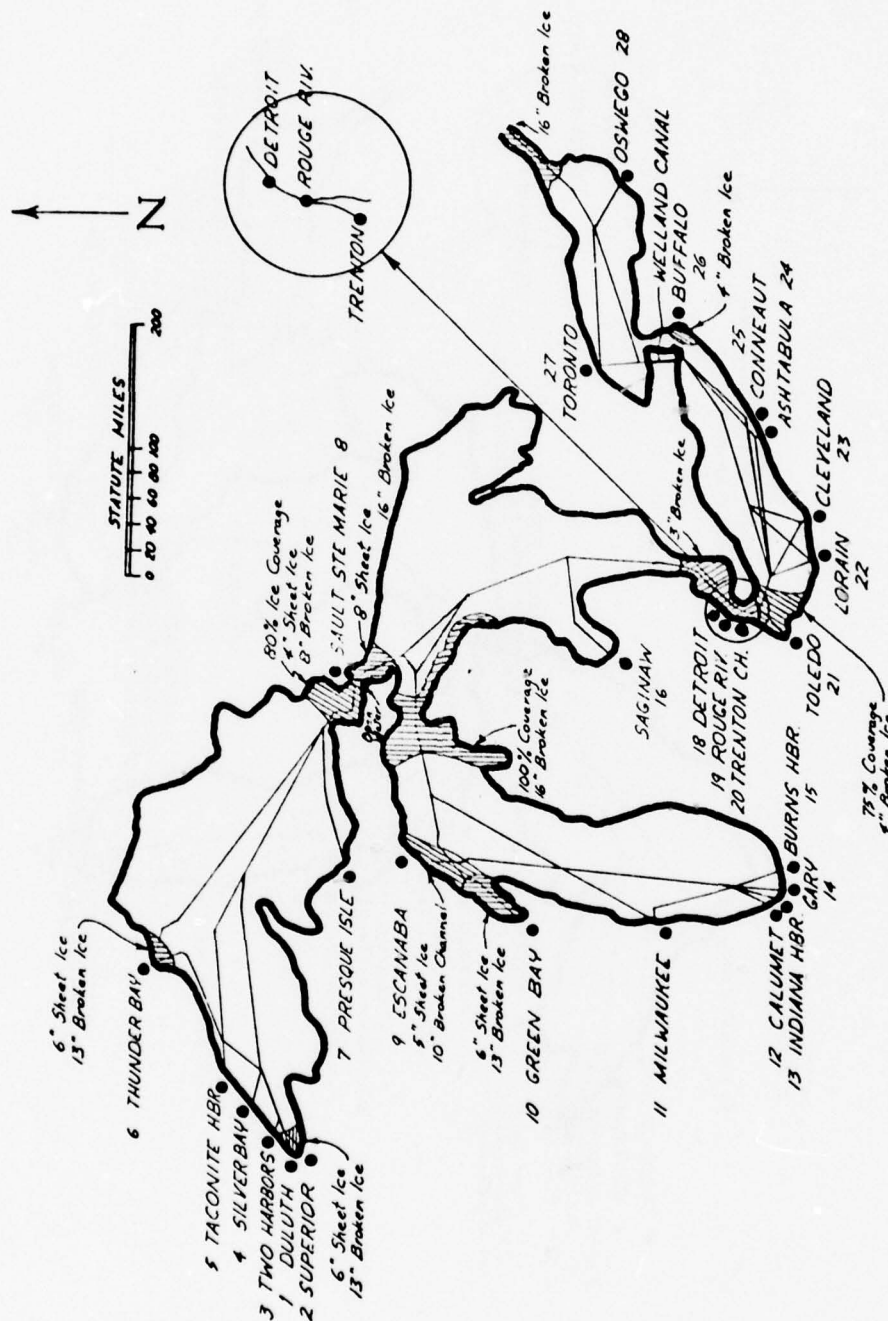 N
STATUTE MILES
0 20 40 60 80 100 200
DETROIT
ROUGE RIV.
TRENTON
6" Sheet Ice
13" Broken Ice
6 THUNDER BAY
5 TACONITE HBR.
4 SILVER BAY
3 TWO HARBORS
1 DULUTH
2 SUPERIOR
6" Sheet Ice
13" Broken Ice
7 PRESQUE ISLE
80% Ice Coverage
4" Sheet Ice
8" Broken Ice
SAULT STE MARIE 8
8" Sheet Ice
16" Broken Ice
Open
9 ESCANABA
5" Sheet Ice
10" Broken Channel
6" Sheet Ice
13" Broken Ice
10 GREEN BAY
11 MILWAUKEE
12 CALUMET
13 INDIANA HBR.
GARY
14
BURNS HBR.
15
100% Coverage
16" Broken Ice
SAGINAW
16
18 DETROIT
19 ROUGE RIV.
20 TRENTON CH.
3" Broken Ice
TOLEDO
21
75% Coverage
LORAIN
22
CLEVELAND
23
ASHTABULA 24
CONNEAUT
25
4" Broken Ice
BUFFALO
26
WELLAND CANAL
TORONTO
27
OSWEGO 28
16" Broken Ice